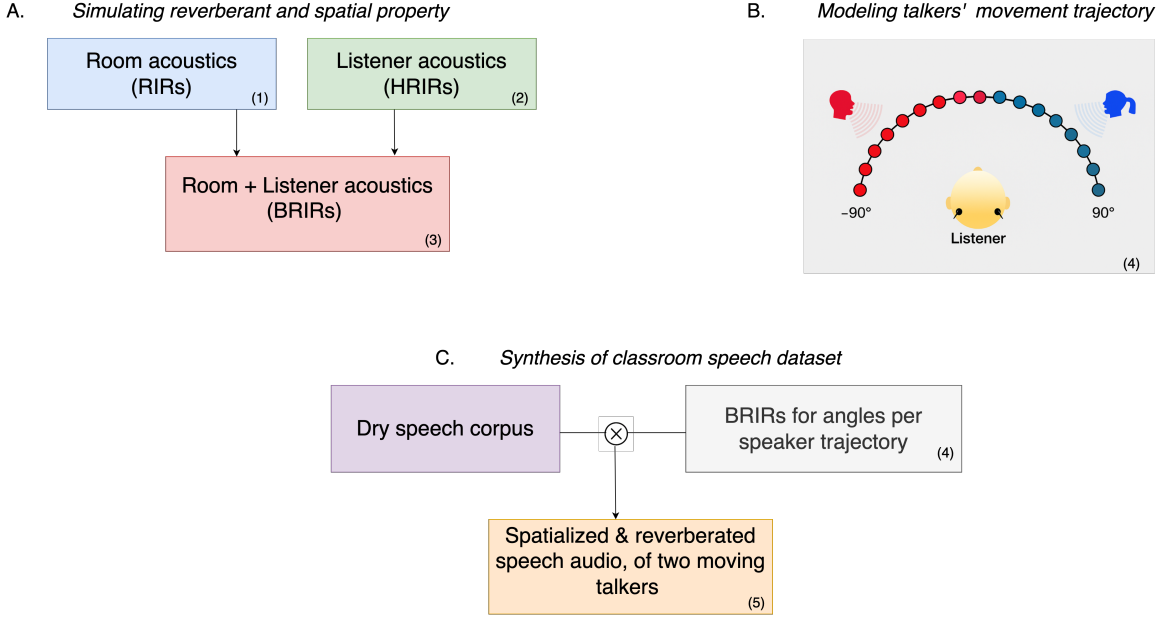 A. Simulating reverberant and spatial property
Room acoustics
(RIRs)
(1)
Listener acoustics
(HRIRs)
(2)
Room + Listener acoustics
(BRIRs)
(3)
B. Modeling talkers' movement trajectory
−90°
90°
Listener
(4)
C. Synthesis of classroom speech dataset
Dry speech corpus
BRIRs for angles per
speaker trajectory
(4)
Spatialized & reverberated
speech audio, of two moving
talkers
(5)